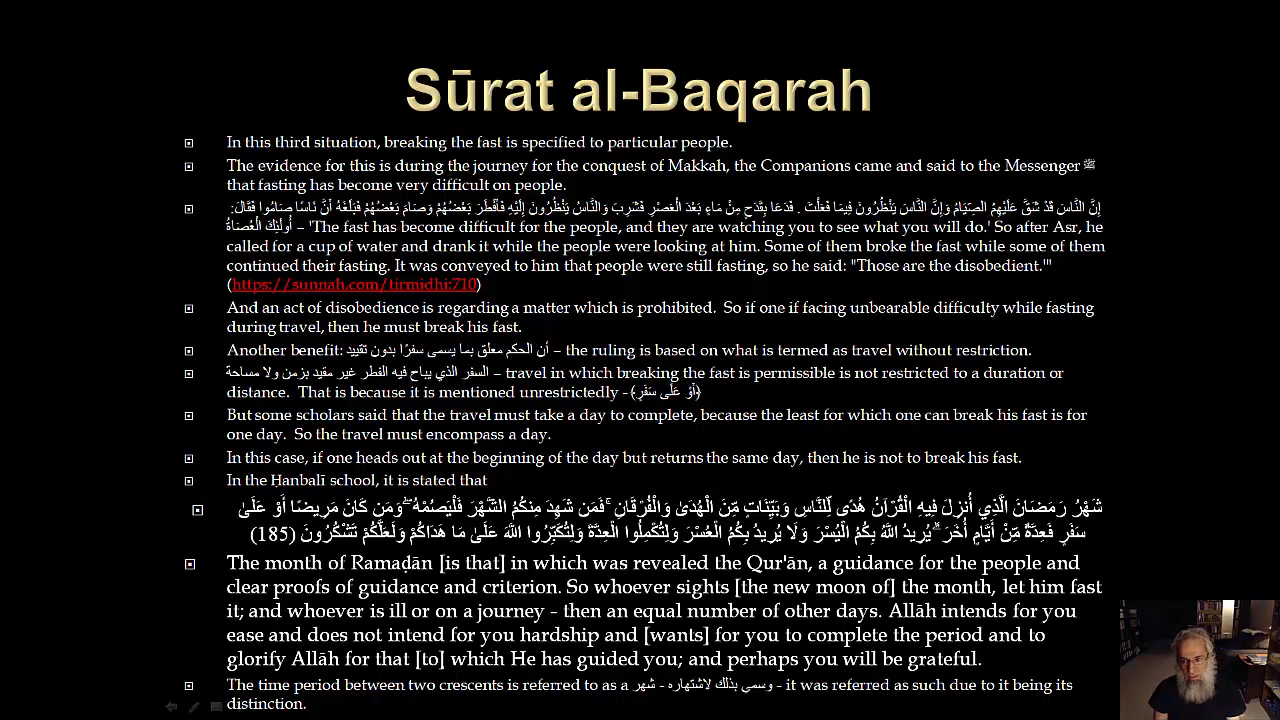 Sūrat al-Baqarah
In this third situation, breaking the fast is specified to particular people.
The evidence for this is during the journey for the conquest of Makkah, the Companions came and said to the Messenger ﷺ
that fasting has become very difficult on people.
إِنَّ النَّاسَ قَدْ شَقَّ عَلَيْهِمُ الصِّيَامُ وَإِنَّ النَّاسَ يَنْظُرُونَ فِيمَا فَعَلْتَ . فَدَعَا بِقَدَحٍ مِنْ مَاءٍ بَعْدَ الْعَصْرِ فَشَرِبَ وَالنَّاسُ يَنْظُرُونَ إِلَيْهِ فَأَفْطَرَ بَعْضُهُمْ وَصَامَ بَعْضُهُمْ فَبَلَغَهُ أَنَّ نَاسًا صَامُوا فَقَالَ:
أُولَئِكَ الْعُصَاةُ – 'The fast has become difficult for the people, and they are watching you to see what you will do.' So after Asr, he
called for a cup of water and drank it while the people were looking at him. Some of them broke the fast while some of them
continued their fasting. It was conveyed to him that people were still fasting, so he said: "Those are the disobedient.'"
(https://sunnah.com/tirmidhi:710)
And an act of disobedience is regarding a matter which is prohibited. So if one if facing unbearable difficulty while fasting
during travel, then he must break his fast.
Another benefit: أن الحكم معلق بما يسمى سفرًا بدون تقييد – the ruling is based on what is termed as travel without restriction.
السفر الذي يباح فيه الفطر غير مقيد بزمن ولا مساحة – travel in which breaking the fast is permissible is not restricted to a duration or
distance. That is because it is mentioned unrestrictedly - ﴿أَوْ عَلَى سَفَرٍ﴾
But some scholars said that the travel must take a day to complete, because the least for which one can break his fast is for
one day. So the travel must encompass a day.
In this case, if one heads out at the beginning of the day but returns the same day, then he is not to break his fast.
In the Ḥanbalī school, it is stated that
شَهْرُ رَمَضَانَ الَّذِي أُنزِلَ فِيهِ الْقُرْآنُ هُدًى لِّلنَّاسِ وَبَيِّنَاتٍ مِّنَ الْهُدَىٰ وَالْفُرْقَانِ ۚ فَمَن شَهِدَ مِنكُمُ الشَّهْرَ فَلْيَصُمْهُ ۖ وَمَن كَانَ مَرِيضًا أَوْ عَلَىٰ
سَفَرٍ فَعِدَّةٌ مِّنْ أَيَّامٍ أُخَرَ ۗ يُرِيدُ اللَّهُ بِكُمُ الْيُسْرَ وَلَا يُرِيدُ بِكُمُ الْعُسْرَ وَلِتُكْمِلُوا الْعِدَّةَ وَلِتُكَبِّرُوا اللَّهَ عَلَىٰ مَا هَدَاكُمْ وَلَعَلَّكُمْ تَشْكُرُونَ (185)
The month of Ramaḍān [is that] in which was revealed the Qur'ān, a guidance for the people and
clear proofs of guidance and criterion. So whoever sights [the new moon of] the month, let him fast
it; and whoever is ill or on a journey - then an equal number of other days. Allāh intends for you
ease and does not intend for you hardship and [wants] for you to complete the period and to
glorify Allāh for that [to] which He has guided you; and perhaps you will be grateful.
The time period between two crescents is referred to as a شهر - وسمي بذلك لاشتهاره - it was referred as such due to it being its
distinction.